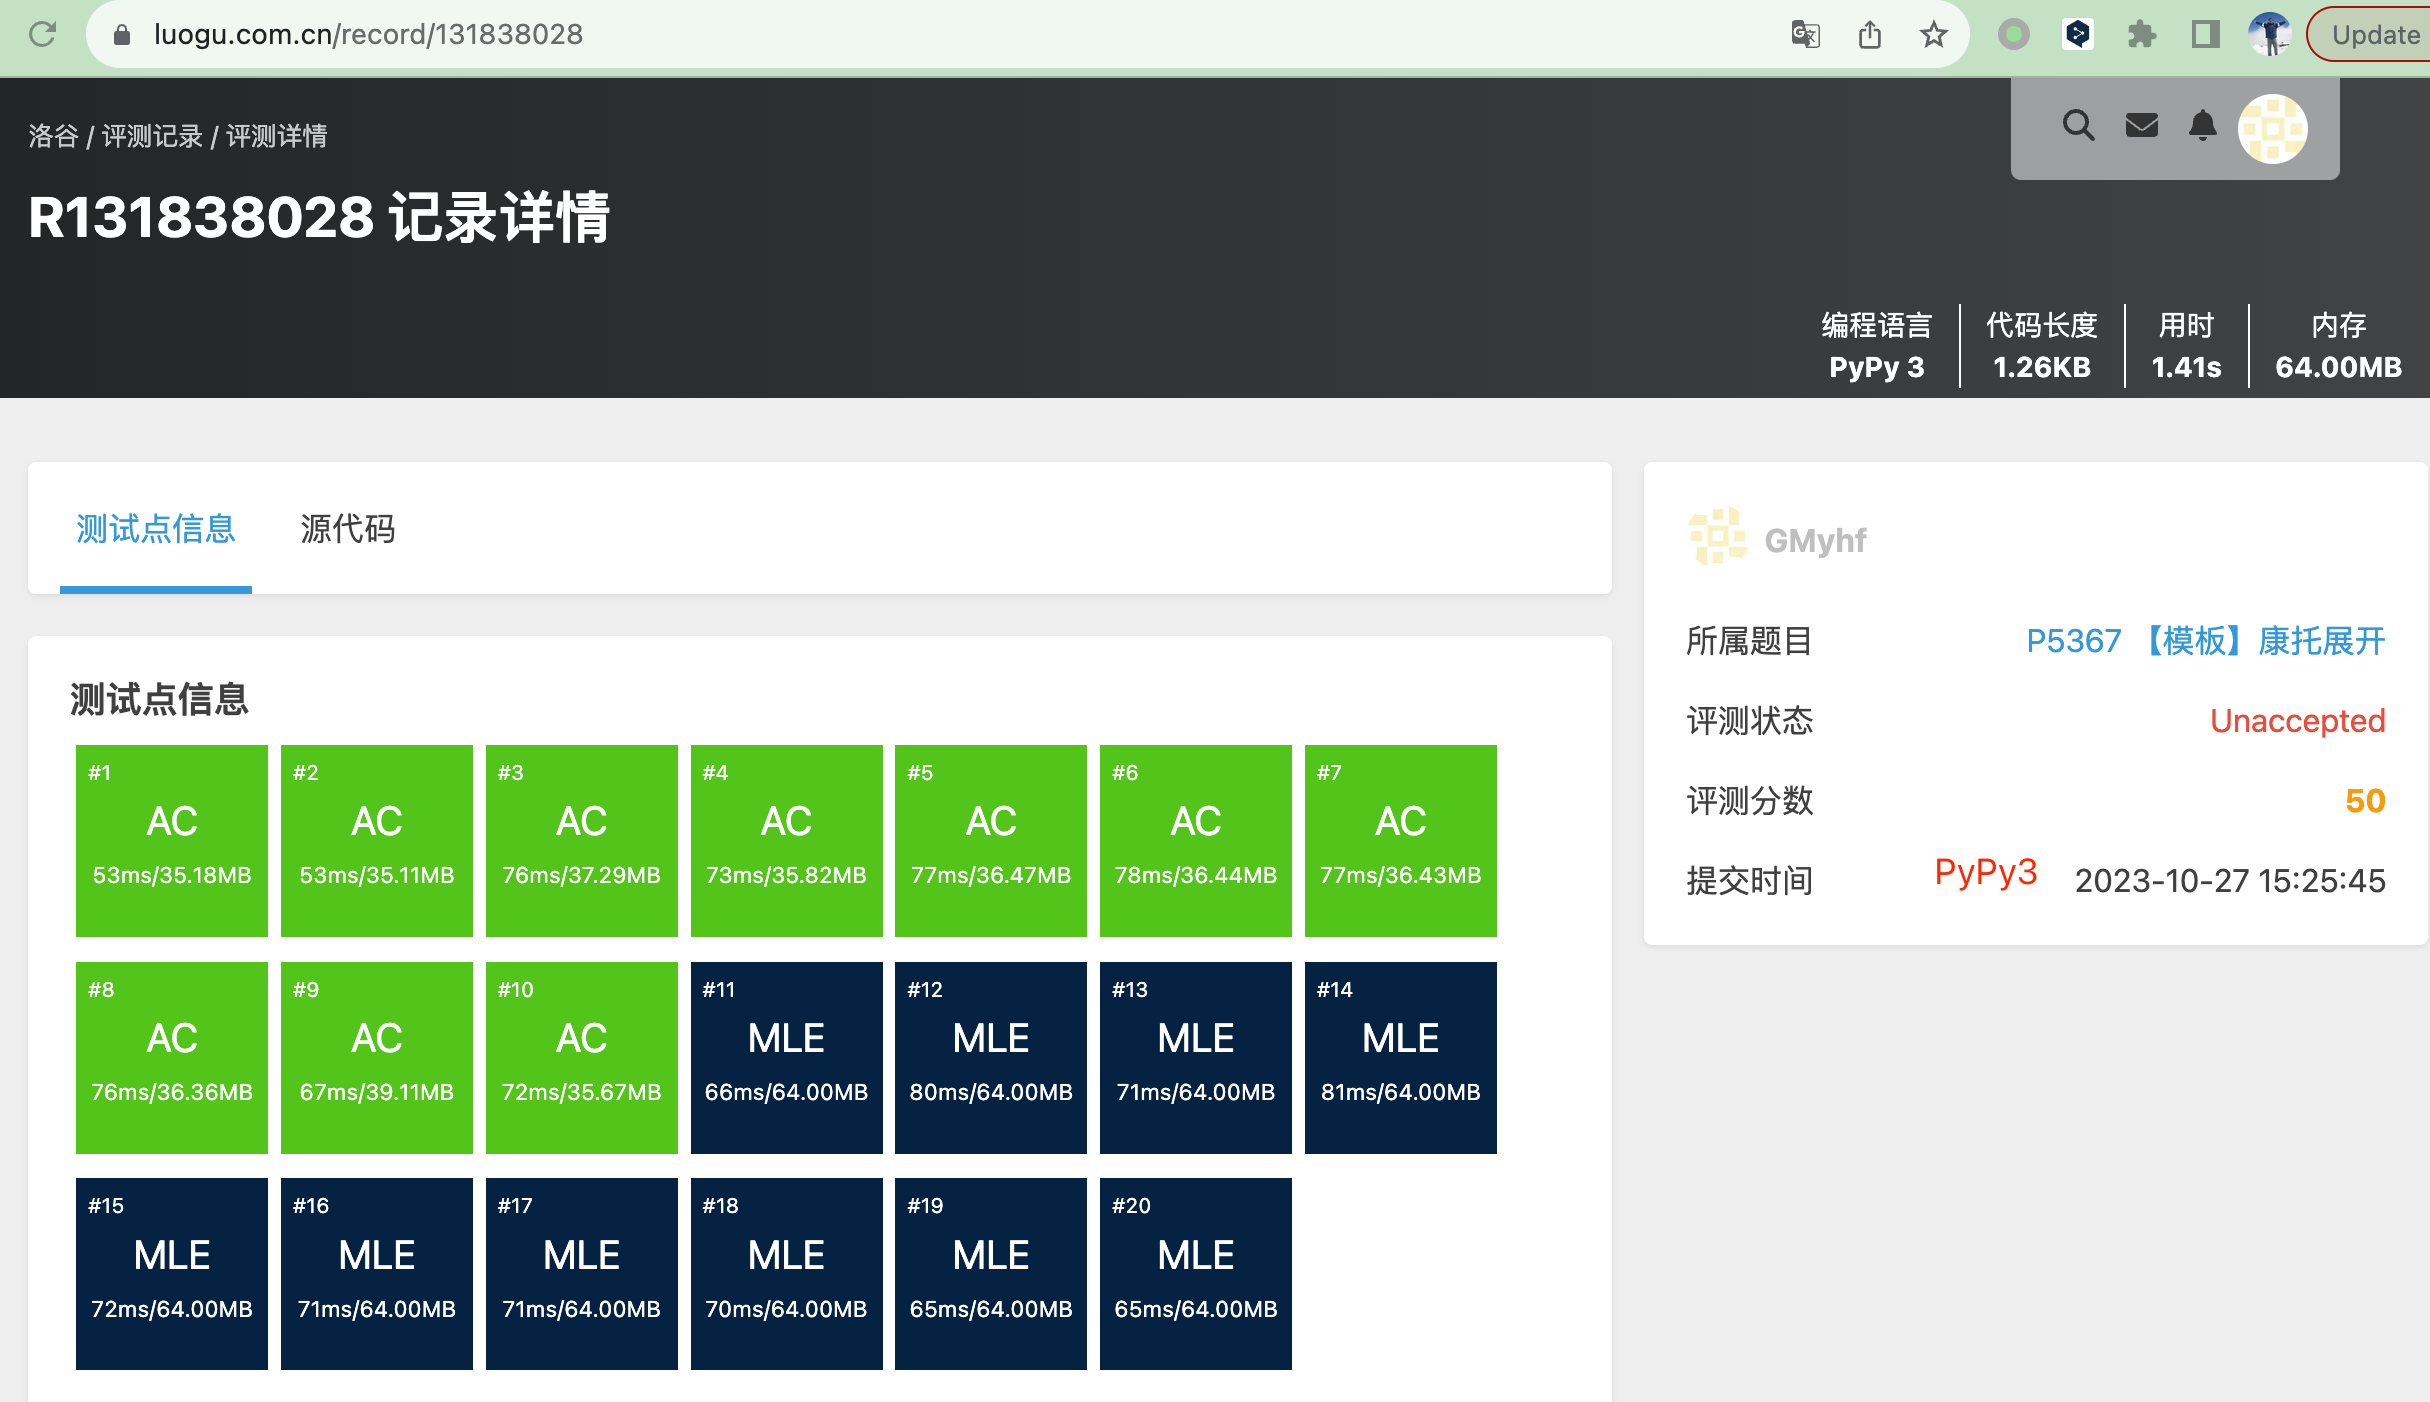 luogu.com.cn/record/131838028
Update
洛谷 / 评测记录 / 评测详情
R131838028 记录详情
编程语言 代码长度 用时 内存
PyPy 3 1.26KB 1.41s 64.00MB
测试点信息 源代码
测试点信息
#1 #2 #3 #4 #5 #6 #7
AC AC AC AC AC AC AC
53ms/35.18MB 53ms/35.11MB 76ms/37.29MB 73ms/35.82MB 77ms/36.47MB 78ms/36.44MB 77ms/36.43MB
#8 #9 #10 #11 #12 #13 #14
AC AC AC MLE MLE MLE MLE
76ms/36.36MB 67ms/39.11MB 72ms/35.67MB 66ms/64.00MB 80ms/64.00MB 71ms/64.00MB 81ms/64.00MB
#15 #16 #17 #18 #19 #20
MLE MLE MLE MLE MLE MLE
72ms/64.00MB 71ms/64.00MB 71ms/64.00MB 70ms/64.00MB 65ms/64.00MB 65ms/64.00MB
GMyhf
所属题目 P5367 【模板】康托展开
评测状态 Unaccepted
评测分数 50
提交时间 PyPy3 2023-10-27 15:25:45